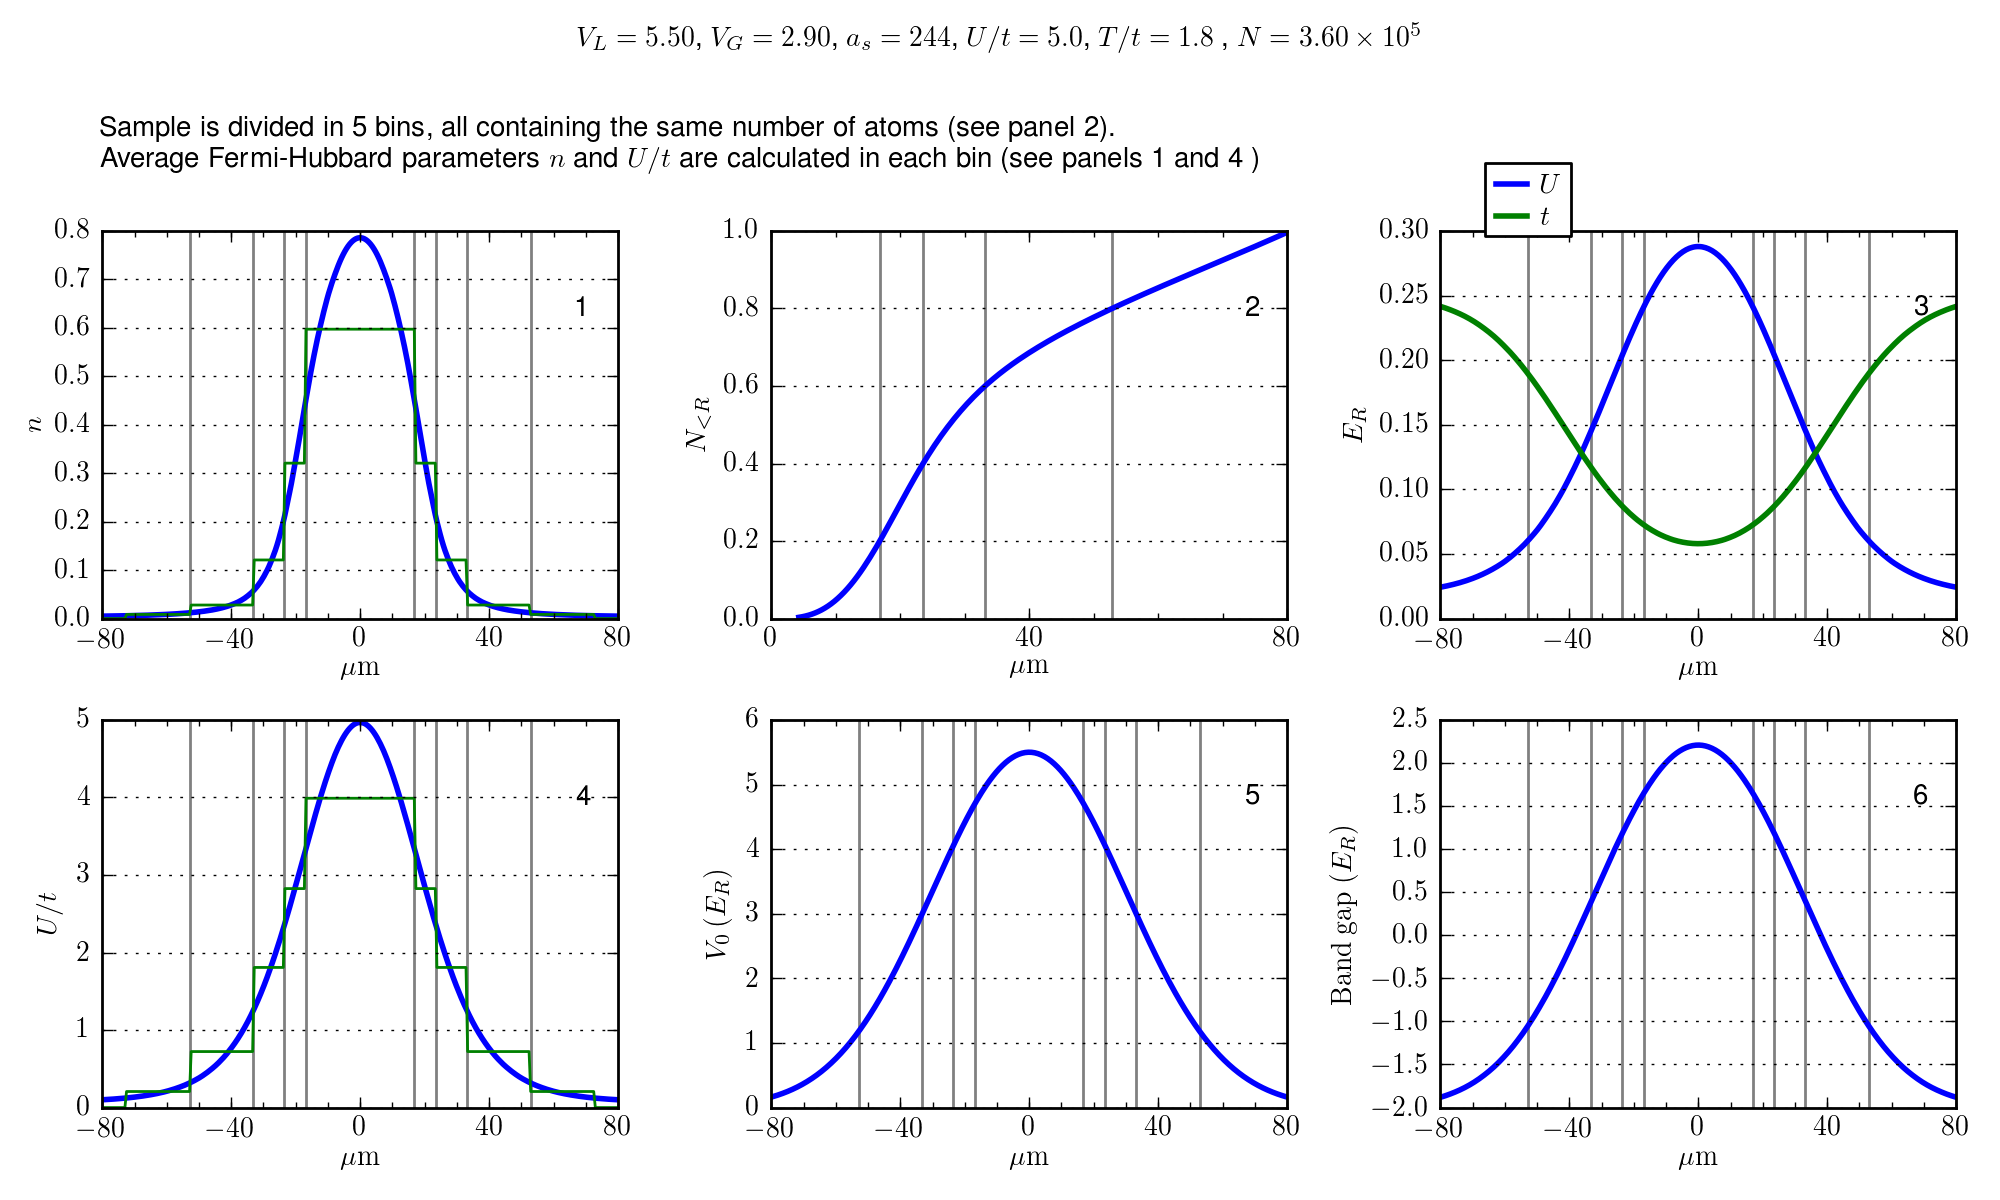 V_L = 5.50, V_G = 2.90, a_s = 244, U/t = 5.0, T/t = 1.8 , N = 3.60 × 10^5
Sample is divided in 5 bins, all containing the same number of atoms (see panel 2).
Average Fermi-Hubbard parameters n and U/t are calculated in each bin (see panels 1 and 4 )
U
t
0.8
0.7
0.6
0.5
0.4
0.3
0.2
0.1
0.0
n
1
−80 −40 0 40 80
μm
1.0
0.8
0.6
0.4
0.2
0.0
N_{<R}
2
0 40 80
μm
0.30
0.25
0.20
0.15
0.10
0.05
0.00
E_R
3
−80 −40 0 40 80
μm
5
4
3
2
1
0
U/t
4
−80 −40 0 40 80
μm
6
5
4
3
2
1
0
V_0 (E_R)
5
−80 −40 0 40 80
μm
2.5
2.0
1.5
1.0
0.5
0.0
−0.5
−1.0
−1.5
−2.0
Band gap (E_R)
6
−80 −40 0 40 80
μm